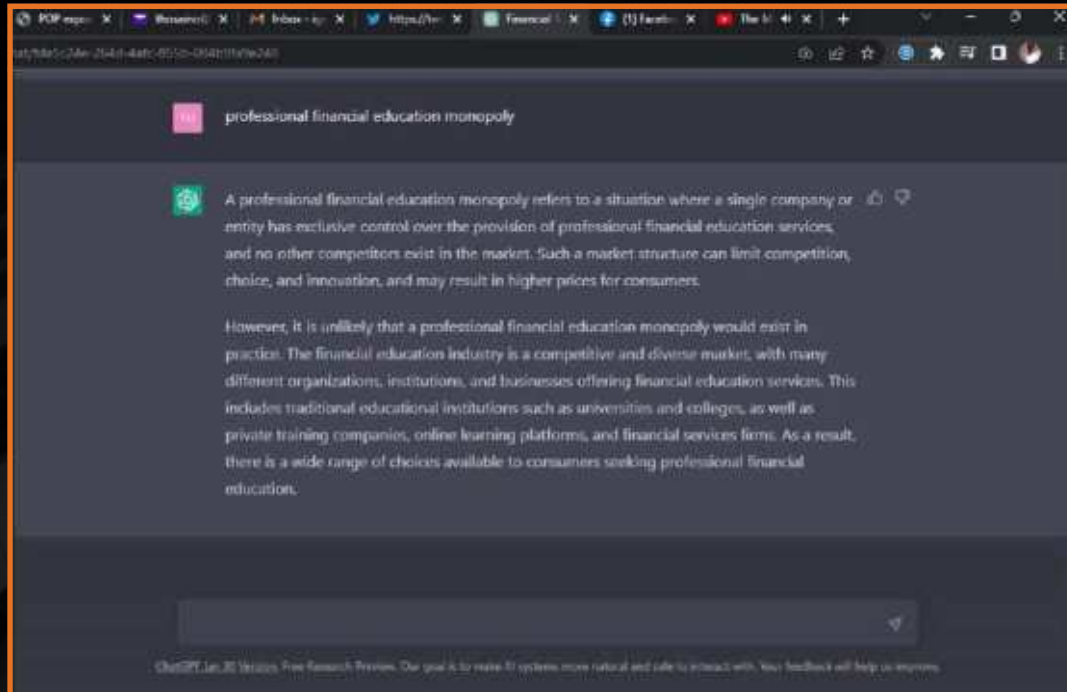 POP
Inbox
https://
Financial
(1) Faceb
The
professional financial education monopoly
A professional financial education monopoly refers to a situation where a single company or
entity has exclusive control over the provision of professional financial education services,
and no other competitors exist in the market. Such a market structure can limit competition,
choice, and innovation, and may result in higher prices for consumers.
However, it is unlikely that a professional financial education monopoly would exist in
practice. The financial education industry is a competitive and diverse market, with many
different organizations, institutions, and businesses offering financial education services. This
includes traditional educational institutions such as universities and colleges, as well as
private training companies, online learning platforms, and financial services firms. As a result,
there is a wide range of choices available to consumers seeking professional financial
education.
ChatGPT Jan 30 Version. Free Research Preview. Our goal is to make AI systems more natural and safe to interact with. Your feedback will help us improve.